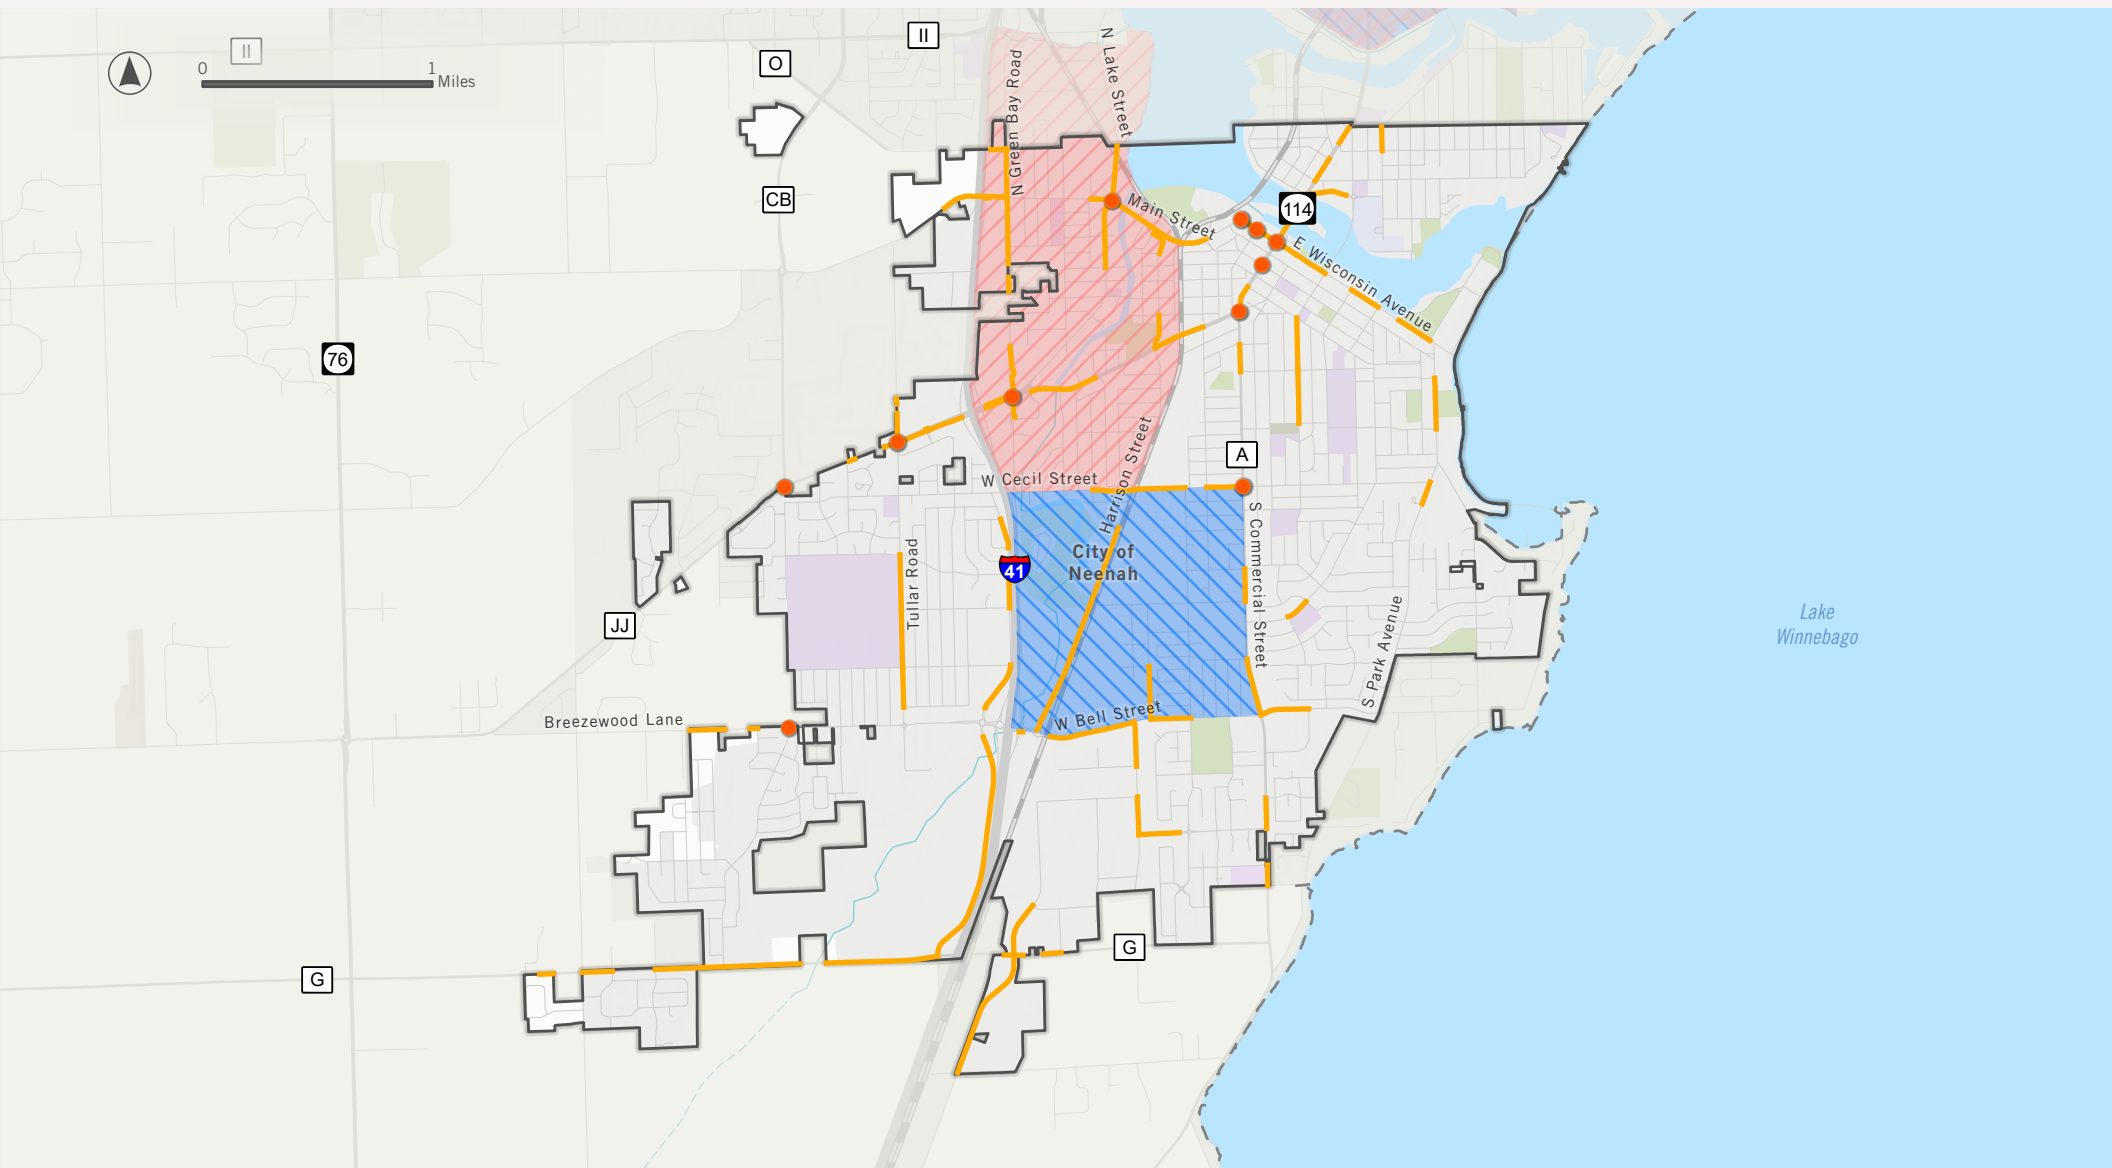 II
0
1
Miles
O
II
N Green Bay Road
N Lake Street
CB
Main Street
114
E Wisconsin Avenue
76
Harrison Street
A
W Cecil Street
S Commercial Street
City of
Neenah
41
Tullar Road
JJ
S Park Avenue
Lake
Winnebago
Breezewood Lane
W Bell Street
G
G